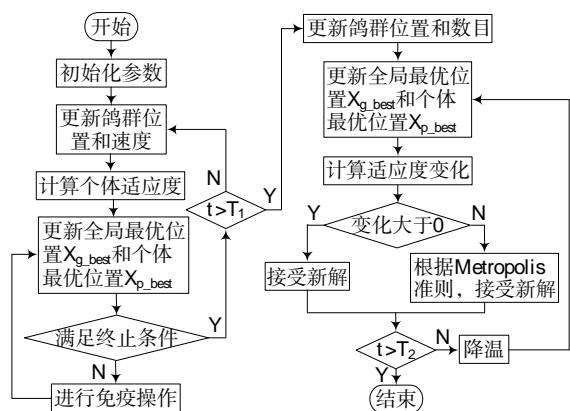 开始
初始化参数
更新鸽群位
置和速度
计算个体适应度
更新全局最优位
置X_g_best和个体
最优位置X_p_best
满足终止条件
Y
N
进行免疫操作
N
t>T₁
Y
更新鸽群位置和数目
更新全局最优位
置X_g_best和个体
最优位置X_p_best
计算适应度变化
Y
变化大于0
N
接受新解
根据Metropolis
准则，接受新解
t>T₂
N
降温
Y
结束